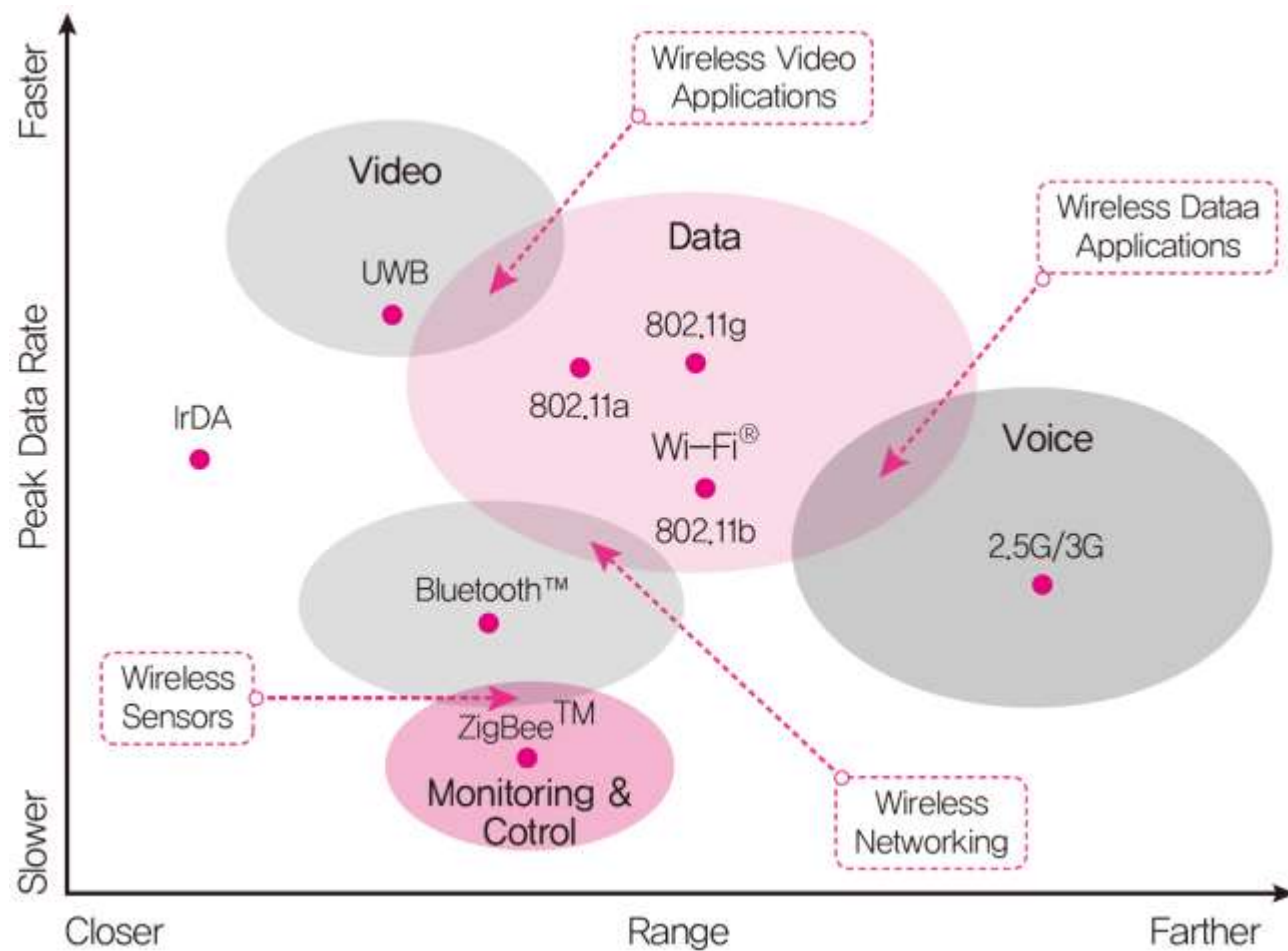 Faster
Peak Data Rate
Slower
Wireless Video
Applications
Video
UWB
Data
Wireless Dataa
Applications
802.11g
802.11a
IrDA
Wi-Fi®
802.11b
Voice
2.5G/3G
Bluetooth™
Wireless
Sensors
ZigBee™
Monitoring &
Cotrol
Wireless
Networking
Closer
Range
Farther